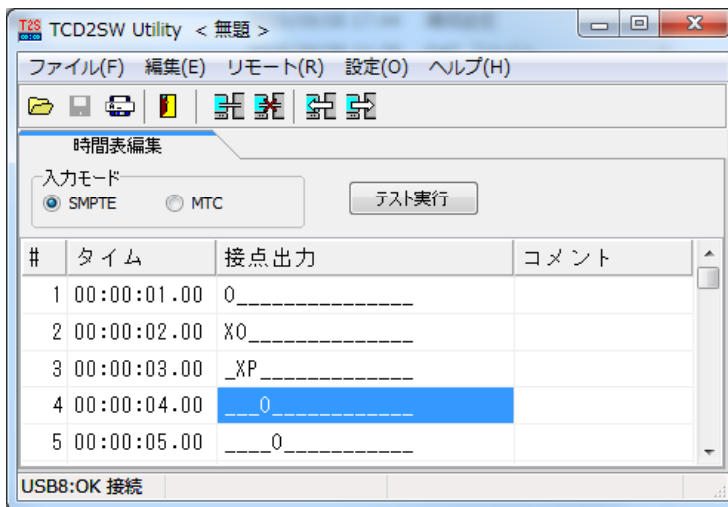 T2S TCD2SW Utility < 無題 >
ファイル(F) 編集(E) リモート(R) 設定(O) ヘルプ(H)
時間表編集
入力モード
SMPTE MTC テスト実行
# タイム 接点出力 コメント
1 00:00:01.00 O_______________
2 00:00:02.00 XO______________
3 00:00:03.00 _XP_____________
4 00:00:04.00 ___O____________
5 00:00:05.00 ____O___________
USB8:OK 接続